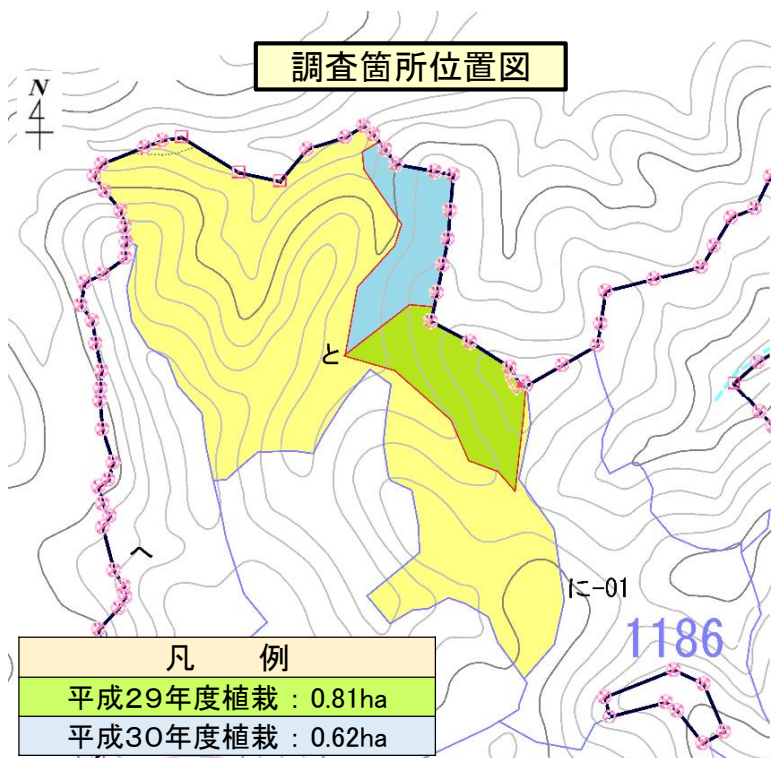 調査箇所位置図
N
と
へ
に-01
1186
凡 例
平成29年度植栽：0.81ha
平成30年度植栽：0.62ha